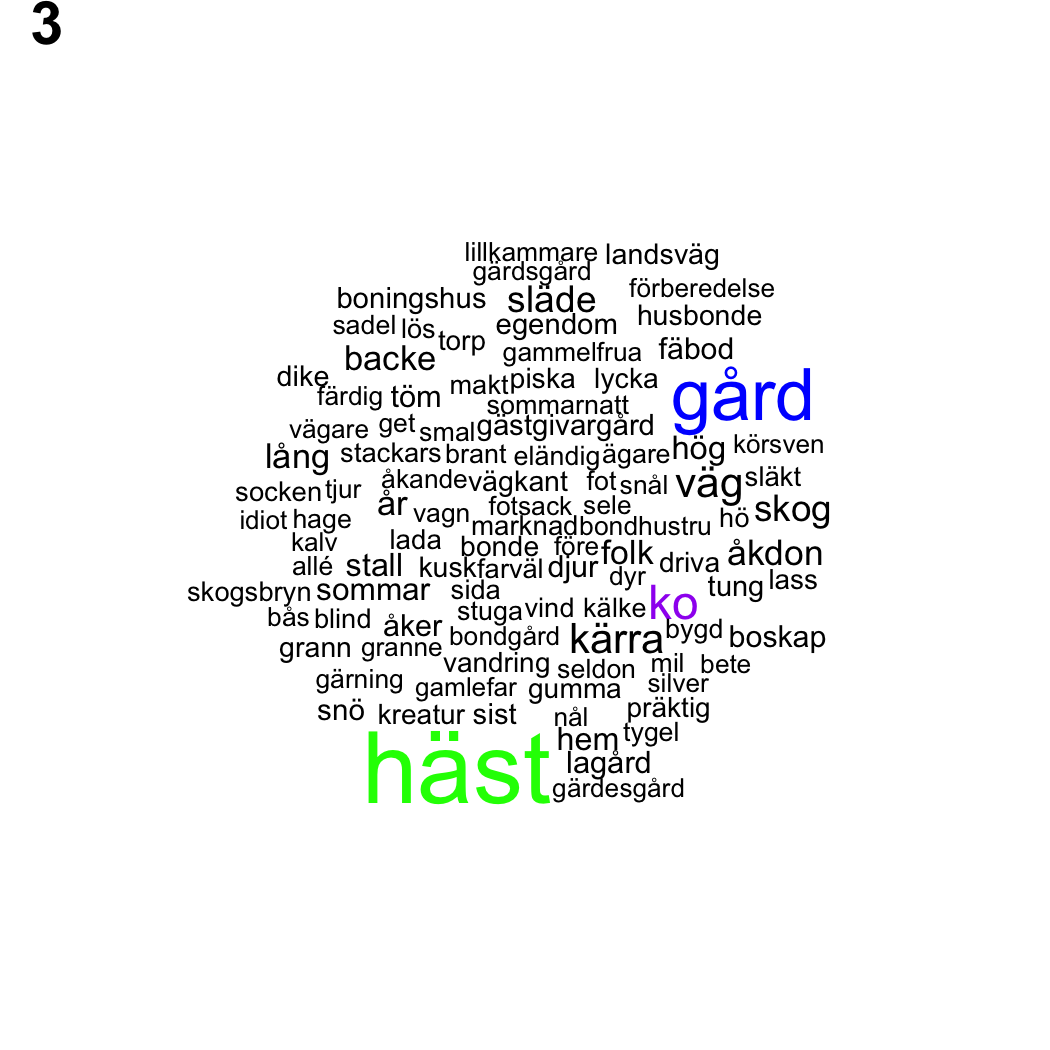 3
lillkammare landsväg
gärdsgård
boningshus släde förberedelse
sadel lös torp egendom husbonde
backe gammelfrua fäbod
dike makt piska lycka gård
färdig töm sommarnatt
vägare get smal gästgivargård hög körsven
lång stackars brant eländig ägare
socken tjur åkande vägkant fot snål väg släkt
år vagn fotsack sele skog
idiot hage marknad bondhustru hö
kalv lada bonde före folk åkdon
allé stall kusk farväl djur dyr driva
skogsbryn sommar sida tung lass
bås blind åker stuga vind kälke ko
grann granne bondgård kärra bygd boskap
vandring seldon mil bete
gärning gamlefar gumma silver
snö kreatur sist nål präktig
häst hem tygel
lagård
gärdesgård